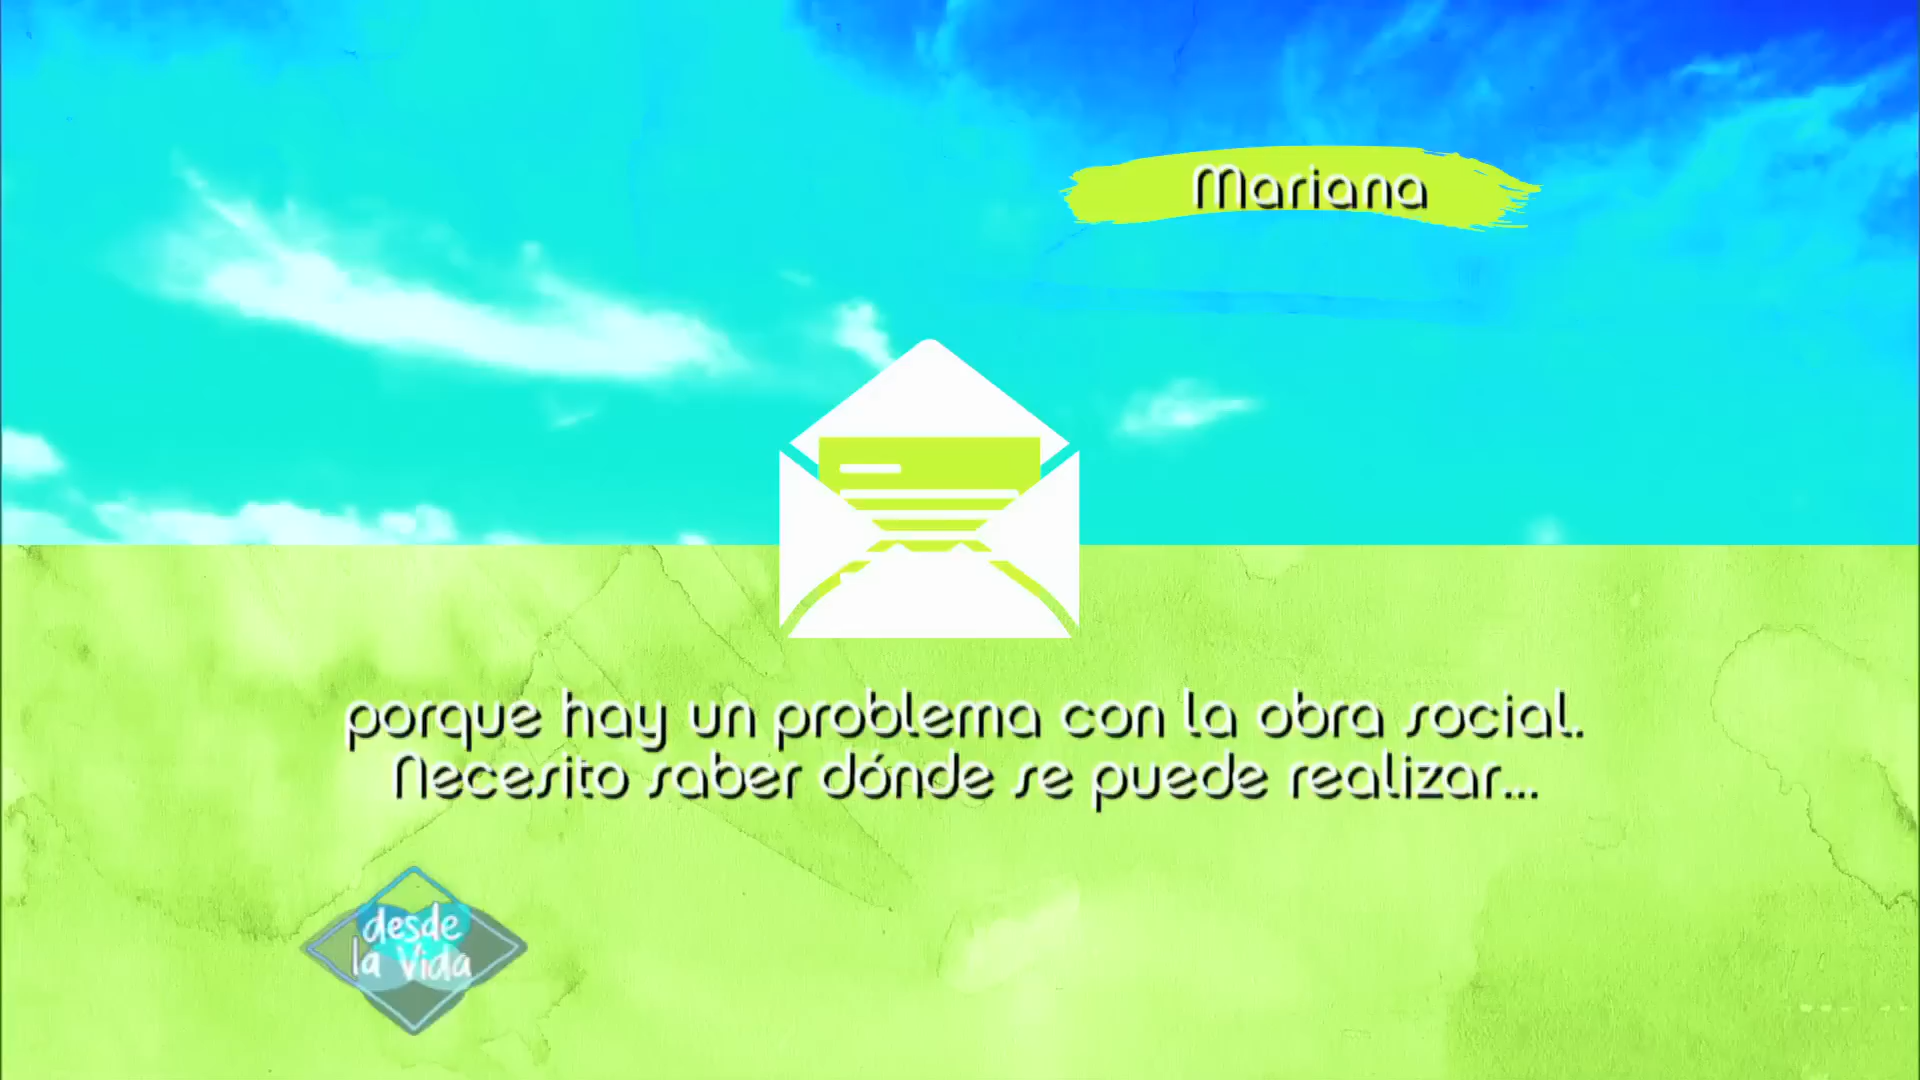 Mariana
porque hay un problema con la obra social.
Necesito saber dónde se puede realizar...
desde
la Vida